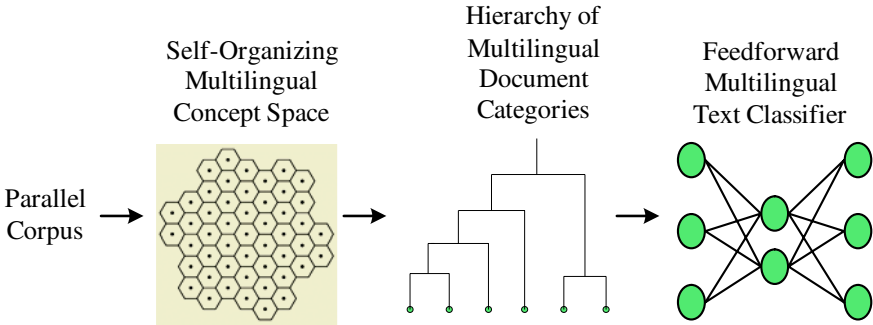 Parallel
Corpus
Self-Organizing
Multilingual
Concept Space
Hierarchy of
Multilingual
Document
Categories
Feedforward
Multilingual
Text Classifier